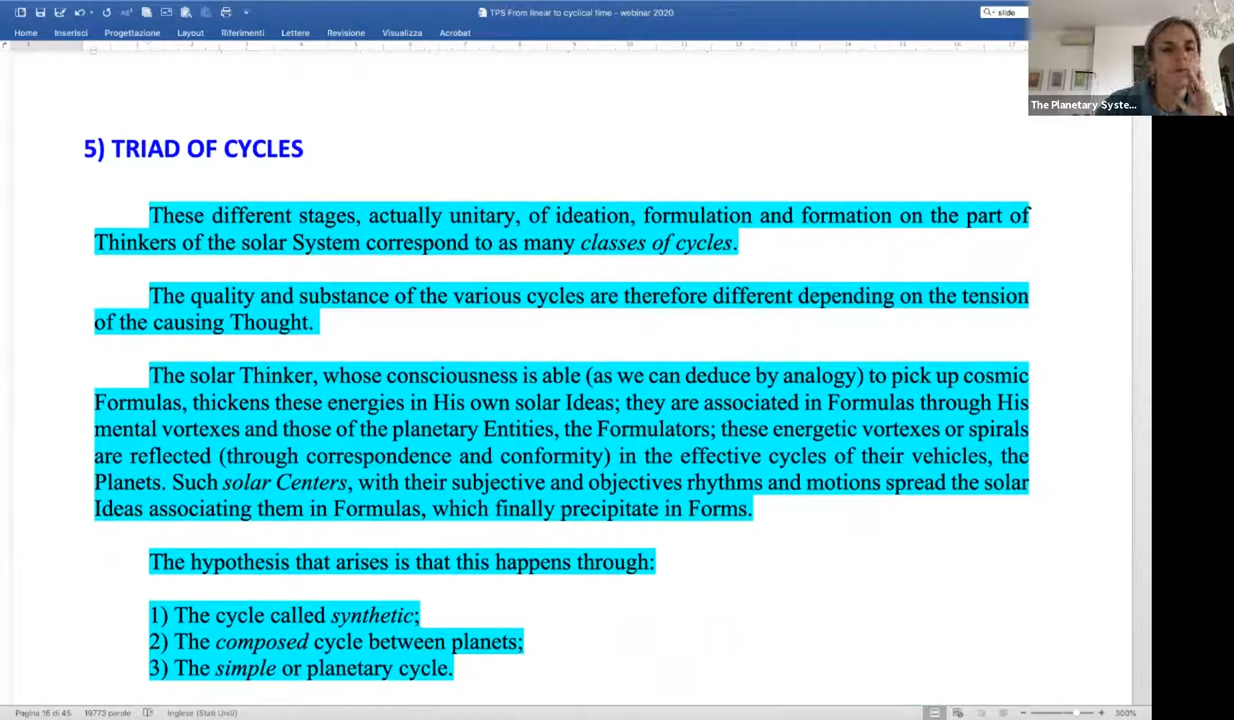 TPS From linear to cyclical time - webinar 2020
slide
Home Inserisci Progettazione Layout Riferimenti Lettere Revisione Visualizza Acrobat
The Planetary Syste...
5) TRIAD OF CYCLES
These different stages, actually unitary, of ideation, formulation and formation on the part of
Thinkers of the solar System correspond to as many classes of cycles.
The quality and substance of the various cycles are therefore different depending on the tension
of the causing Thought.
The solar Thinker, whose consciousness is able (as we can deduce by analogy) to pick up cosmic
Formulas, thickens these energies in His own solar Ideas; they are associated in Formulas through His
mental vortexes and those of the planetary Entities, the Formulators; these energetic vortexes or spirals
are reflected (through correspondence and conformity) in the effective cycles of their vehicles, the
Planets. Such solar Centers, with their subjective and objectives rhythms and motions spread the solar
Ideas associating them in Formulas, which finally precipitate in Forms.
The hypothesis that arises is that this happens through:
1) The cycle called synthetic;
2) The composed cycle between planets;
3) The simple or planetary cycle.
Pagina 16 di 45 19773 parole Inglese (Stati Uniti) 300%